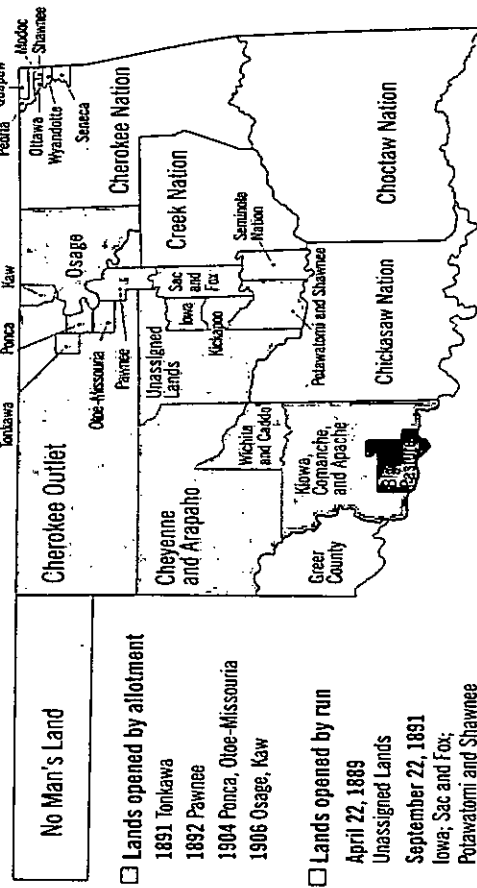 Tonkawa
Ponca
Kaw
Peoria
Modoc
Shawnee
Ottawa
Wyandotte
Seneca
No Man's Land
Cherokee Outlet
Osage
Cherokee Nation
Otoe-Missouria
Pawnee
Unassigned
Lands
Iowa
Sac
and
Fox
Kickapoo
Creek Nation
Seminole
Nation
Cheyenne
and Arapaho
Wichita
and Caddo
Potawatomi and Shawnee
Kiowa,
Comanche,
and Apache
Greer
County
Big
Pasture
Chickasaw Nation
Choctaw Nation
Lands opened by allotment
1891 Tonkawa
1892 Pawnee
1904 Ponca, Otoe-Missouria
1906 Osage, Kaw
Lands opened by run
April 22, 1889
Unassigned Lands
September 22, 1891
Iowa; Sac and Fox;
Potawatomi and Shawnee